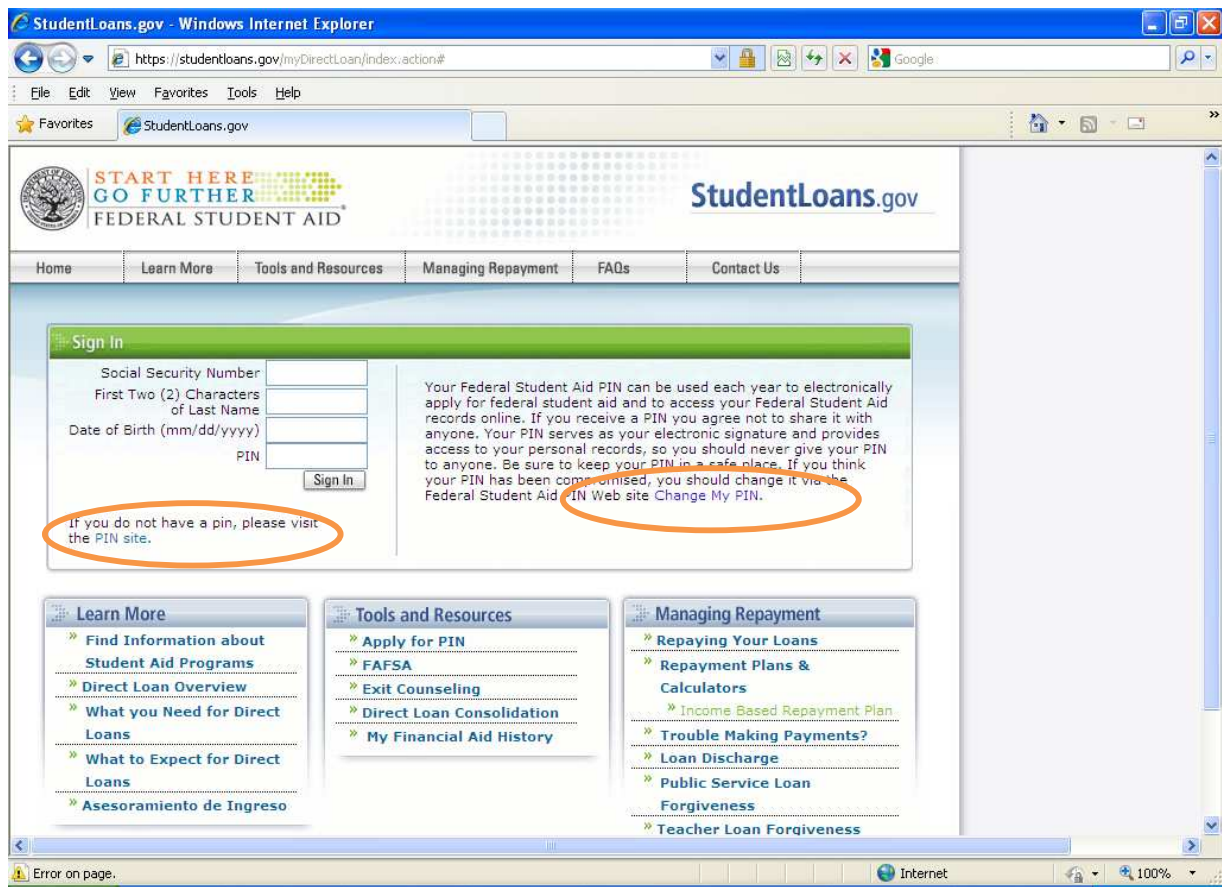 StudentLoans.gov - Windows Internet Explorer
https://studentloans.gov/myDirectLoan/index.action#
Google
File Edit View Favorites Tools Help
Favorites StudentLoans.gov
START HERE
GO FURTHER
FEDERAL STUDENT AID
StudentLoans.gov
Home Learn More Tools and Resources Managing Repayment FAQs Contact Us
Sign In
Social Security Number
First Two (2) Characters
of Last Name
Date of Birth (mm/dd/yyyy)
PIN
Sign In
If you do not have a pin, please visit
the PIN site.
Your Federal Student Aid PIN can be used each year to electronically
apply for federal student aid and to access your Federal Student Aid
records online. If you receive a PIN you agree not to share it with
anyone. Your PIN serves as your electronic signature and provides
access to your personal records, so you should never give your PIN
to anyone. Be sure to keep your PIN in a safe place. If you think
your PIN has been compromised, you should change it via the
Federal Student Aid PIN Web site Change My PIN.
Learn More
» Find Information about
Student Aid Programs
» Direct Loan Overview
» What you Need for Direct
Loans
» What to Expect for Direct
Loans
» Asesoramiento de Ingreso
Tools and Resources
» Apply for PIN
» FAFSA
» Exit Counseling
» Direct Loan Consolidation
» My Financial Aid History
Managing Repayment
» Repaying Your Loans
» Repayment Plans &
Calculators
» Income Based Repayment Plan
» Trouble Making Payments?
» Loan Discharge
» Public Service Loan
Forgiveness
» Teacher Loan Forgiveness
Error on page. Internet 100%